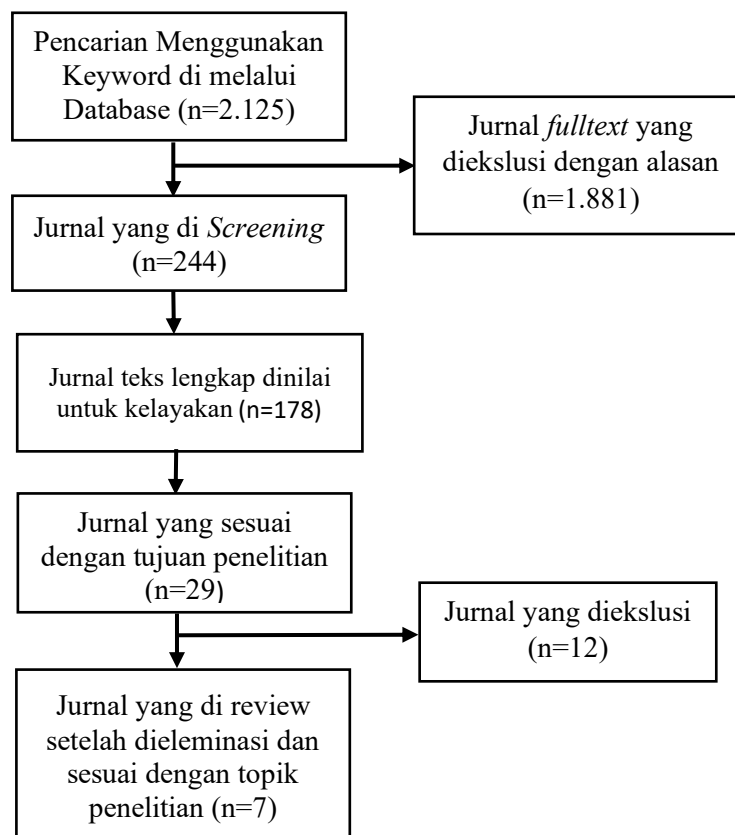 Pencarian Menggunakan
Keyword di melalui
Database (n=2.125)
Jurnal fulltext yang
diekslusi dengan alasan
(n=1.881)
Jurnal yang di Screening
(n=244)
Jurnal teks lengkap dinilai
untuk kelayakan (n=178)
Jurnal yang sesuai
dengan tujuan penelitian
(n=29)
Jurnal yang diekslusi
(n=12)
Jurnal yang di review
setelah dieleminasi dan
sesuai dengan topik
penelitian (n=7)